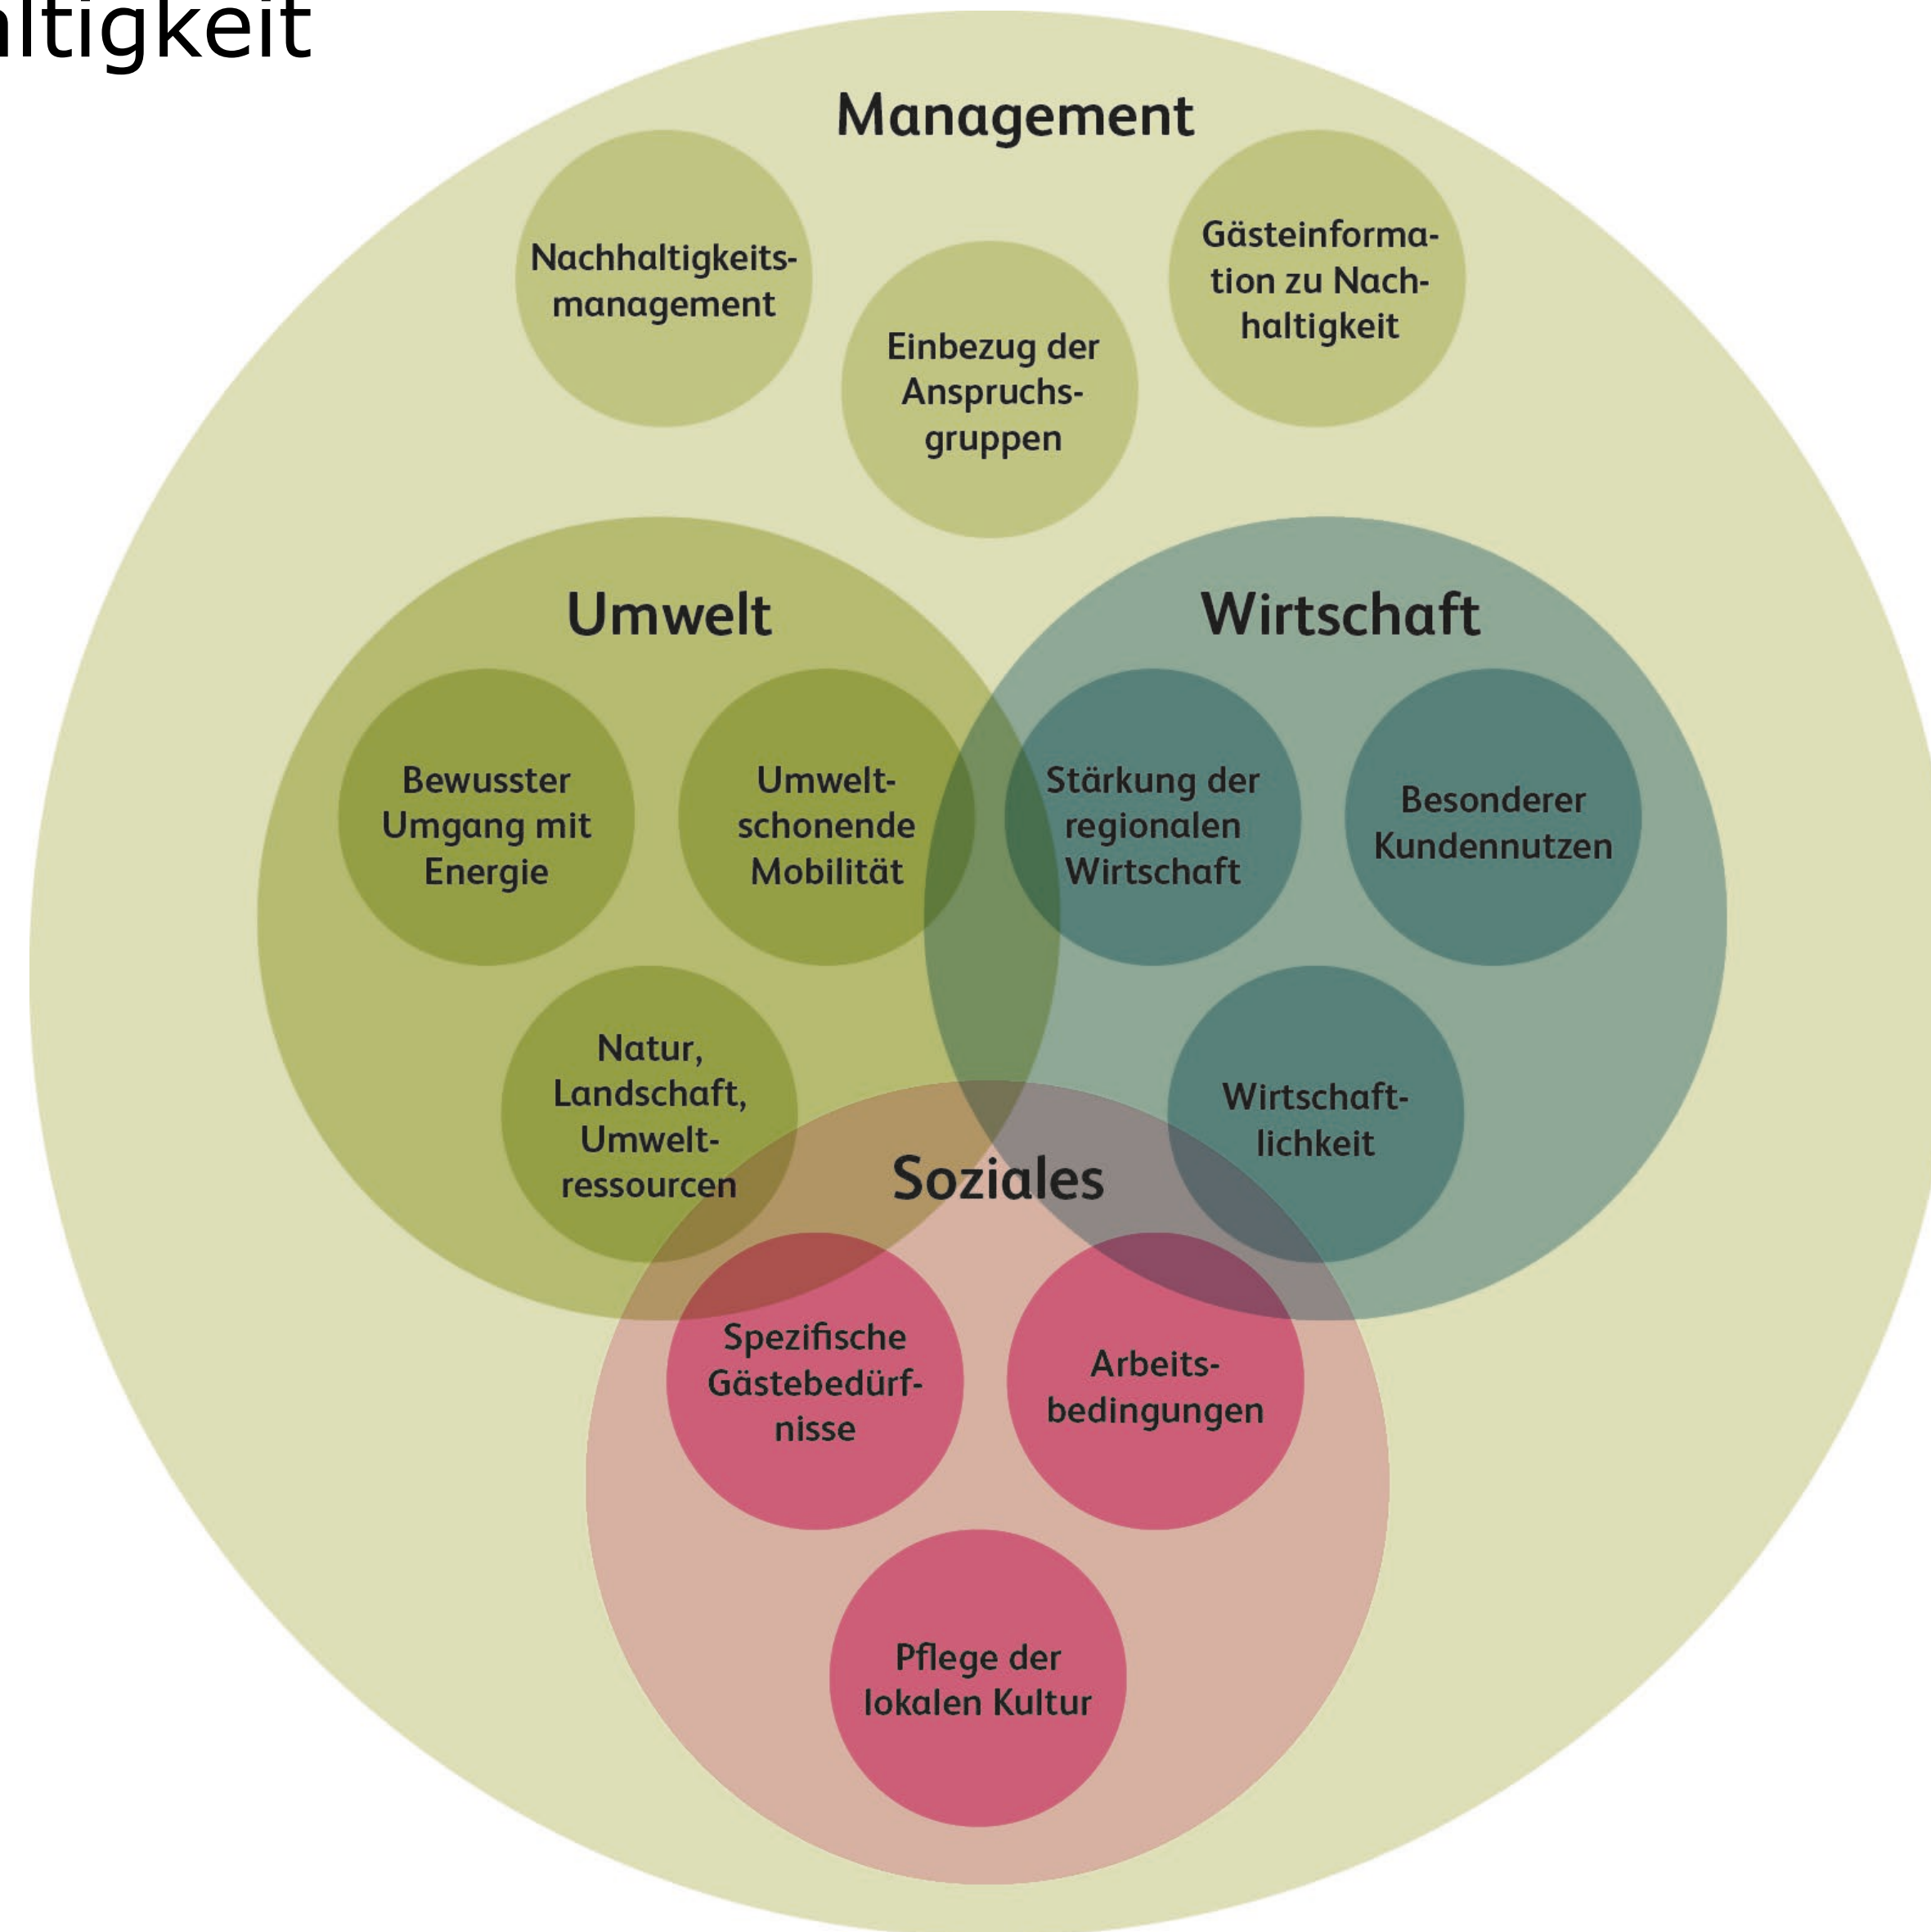 ltigkeit
Management
Nachhaltigkeits-
management
Einbezug der
Anspruchs-
gruppen
Gästeinforma-
tion zu Nach-
haltigkeit
Umwelt
Bewusster
Umgang mit
Energie
Umwelt-
schonende
Mobilität
Natur,
Landschaft,
Umwelt-
ressourcen
Wirtschaft
Stärkung der
regionalen
Wirtschaft
Besonderer
Kundennutzen
Wirtschaft-
lichkeit
Soziales
Spezifische
Gästebedürf-
nisse
Arbeits-
bedingungen
Pflege der
lokalen Kultur